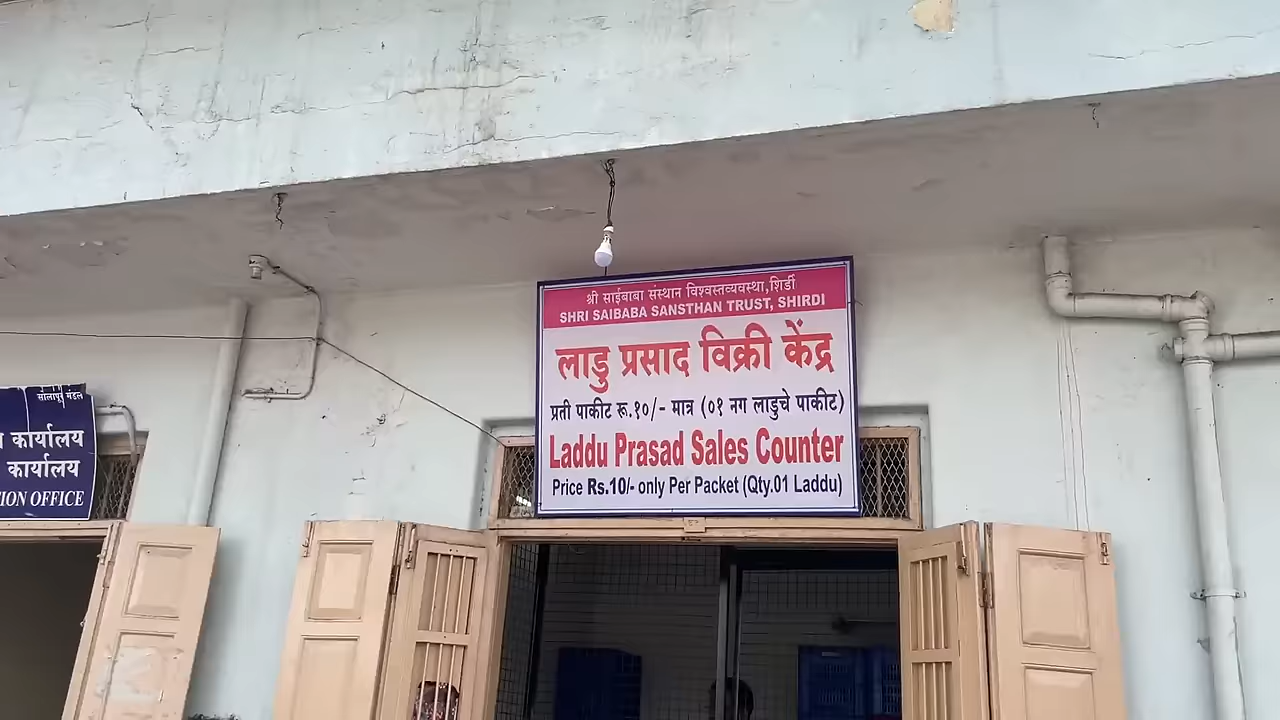 सोलापूर मंडल
कार्यालय
कार्यालय
ION OFFICE
श्री साईबाबा संस्थान विश्वस्तव्यवस्था,शिर्डी
SHRI SAIBABA SANSTHAN TRUST, SHIRDI
लाडु प्रसाद विक्री केंद्र
प्रती पाकीट रू.१०/- मात्र (०१ नग लाडुचे पाकीट)
Laddu Prasad Sales Counter
Price Rs.10/- only Per Packet (Qty.01 Laddu)